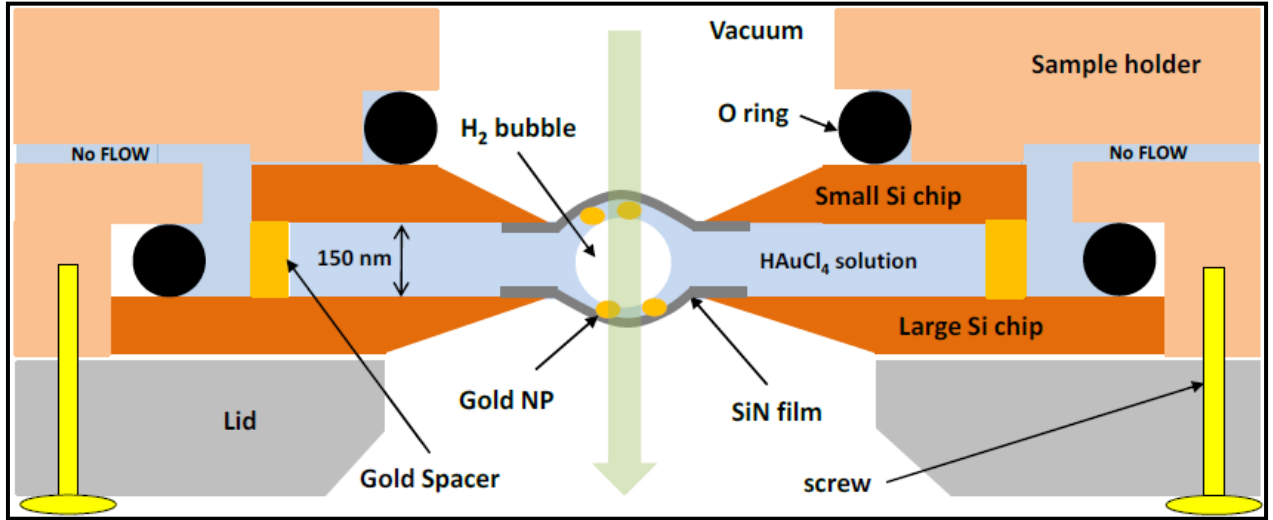 Vacuum
Sample holder
O ring
H2 bubble
No FLOW
No FLOW
Small Si chip
150 nm
HAuCl4 solution
Large Si chip
Gold NP
SiN film
Lid
Gold Spacer
screw